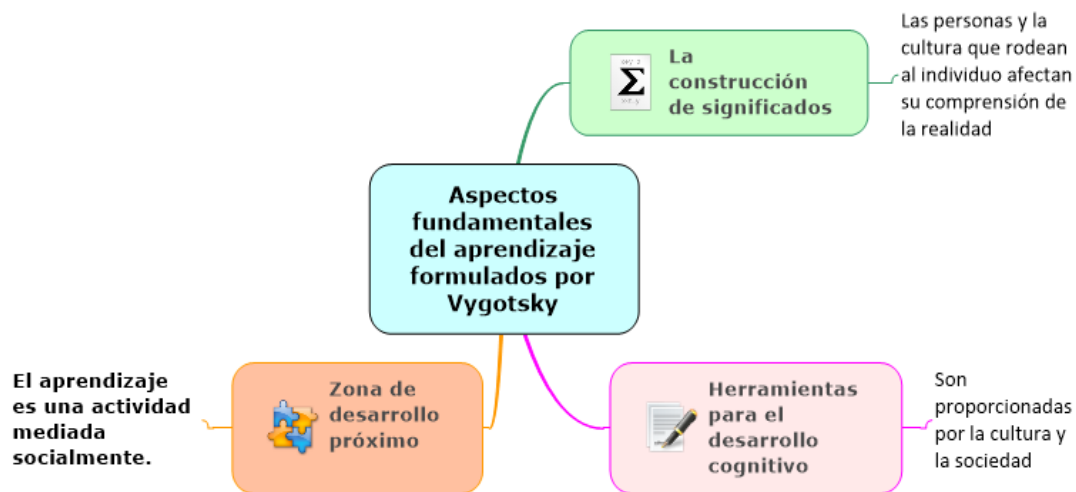 La
construcción
de significados
Las personas y la
cultura que rodean
al individuo afectan
su comprensión de
la realidad
Aspectos
fundamentales
del aprendizaje
formulados por
Vygotsky
El aprendizaje
es una actividad
mediada
socialmente.
Zona de
desarrollo
próximo
Herramientas
para el
desarrollo
cognitivo
Son
proporcionadas
por la cultura y
la sociedad